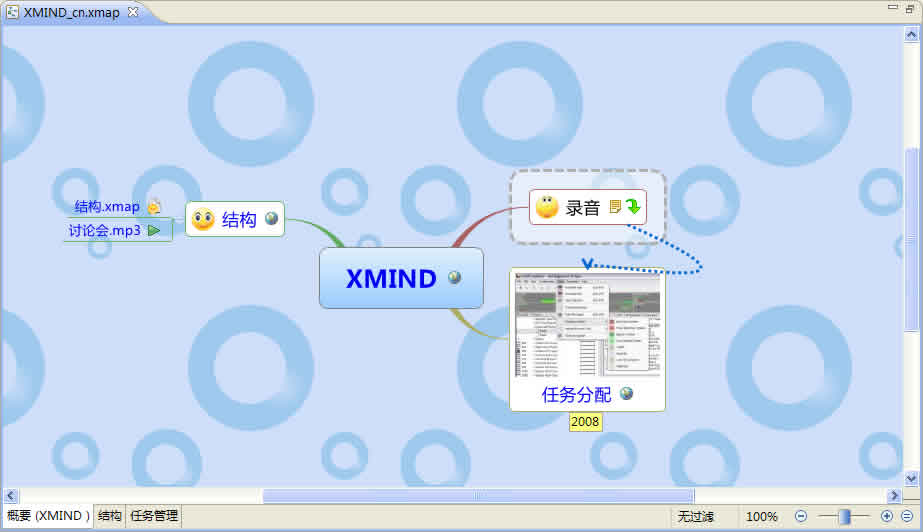 XMIND_cn.xmap
结构.xmap
讨论会.mp3
结构
XMIND
录音
任务分配
2008
概要 (XMIND )
结构
任务管理
无过滤
100%